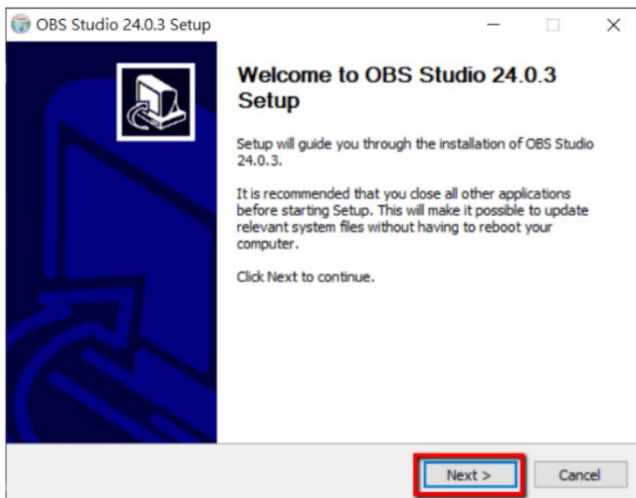 OBS Studio 24.0.3 Setup
Welcome to OBS Studio 24.0.3
Setup
Setup will guide you through the installation of OBS Studio
24.0.3.
It is recommended that you close all other applications
before starting Setup. This will make it possible to update
relevant system files without having to reboot your
computer.
Click Next to continue.
Next >
Cancel